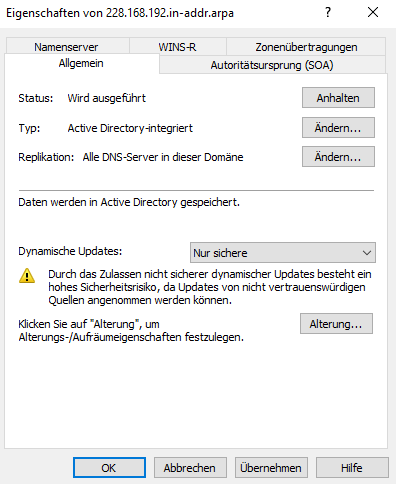 Eigenschaften von 228.168.192.in-addr.arpa
Namenserver WINS-R Zonenübertragungen
Allgemein Autoritätsursprung (SOA)
Status: Wird ausgeführt Anhalten
Typ: Active Directory-integriert Ändern...
Replikation: Alle DNS-Server in dieser Domäne Ändern...
Daten werden in Active Directory gespeichert.
Dynamische Updates: Nur sichere
Durch das Zulassen nicht sicherer dynamischer Updates besteht ein
hohes Sicherheitsrisiko, da Updates von nicht vertrauenswürdigen
Quellen angenommen werden können.
Klicken Sie auf "Alterung", um Alterung...
Alterungs-/Aufräumeigenschaften festzulegen.
OK Abbrechen Übernehmen Hilfe